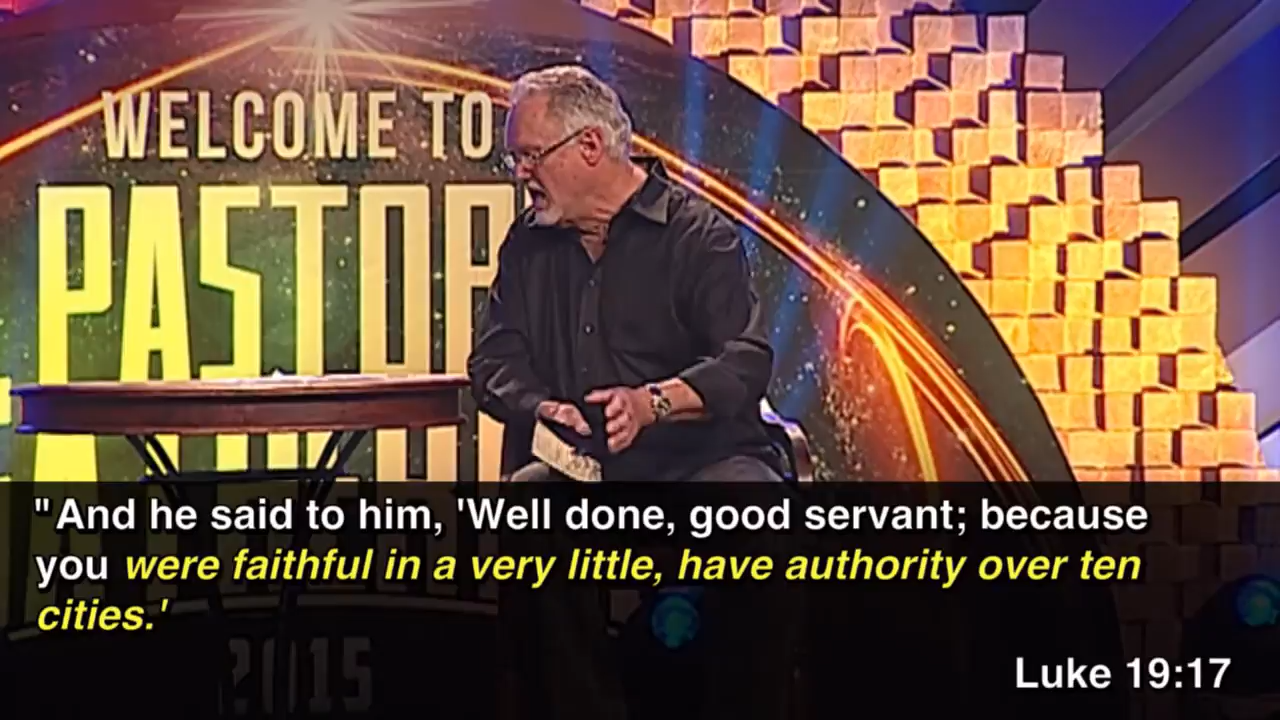 WELCOME TO
PASTOR
"And he said to him, 'Well done, good servant; because
you were faithful in a very little, have authority over ten
cities.'
2015
Luke 19:17